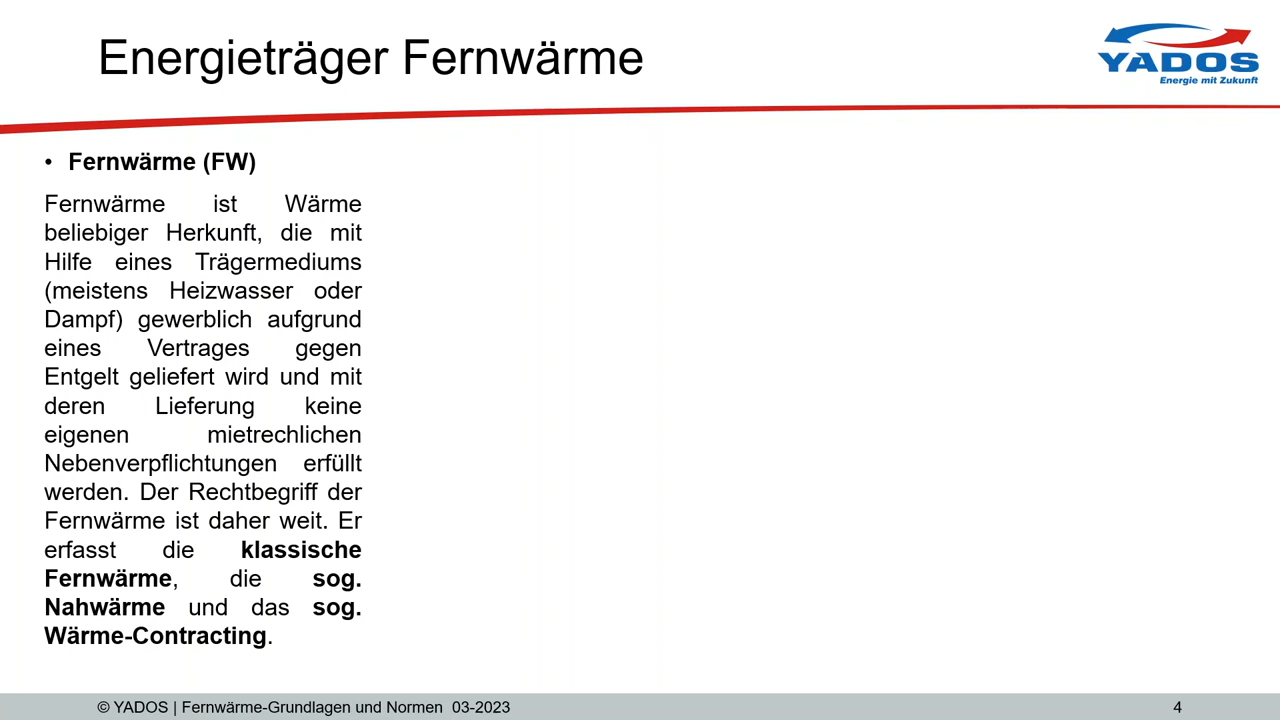 Energieträger Fernwärme
YADOS
Energie mit Zukunft
• Fernwärme (FW)
Fernwärme ist Wärme
beliebiger Herkunft, die mit
Hilfe eines Trägermediums
(meistens Heizwasser oder
Dampf) gewerblich aufgrund
eines Vertrages gegen
Entgelt geliefert wird und mit
deren Lieferung keine
eigenen mietrechlichen
Nebenverpflichtungen erfüllt
werden. Der Rechtbegriff der
Fernwärme ist daher weit. Er
erfasst die klassische
Fernwärme, die sog.
Nahwärme und das sog.
Wärme-Contracting.
© YADOS | Fernwärme-Grundlagen und Normen 03-2023
4